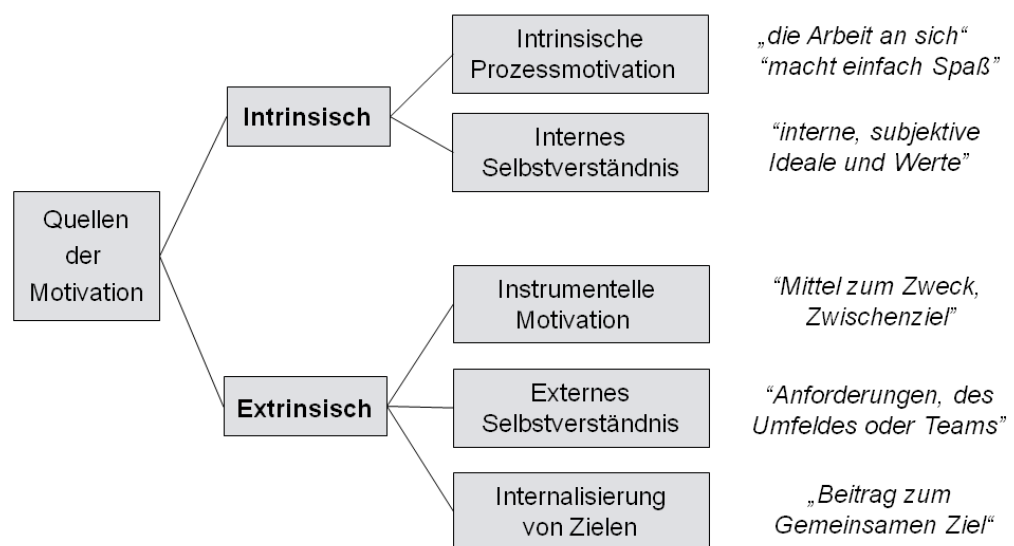 Quellen
der
Motivation
Intrinsisch
Intrinsische
Prozessmotivation
„die Arbeit an sich“
“macht einfach Spaß”
Internes
Selbstverständnis
“interne, subjektive
Ideale und Werte”
Extrinsisch
Instrumentelle
Motivation
“Mittel zum Zweck,
Zwischenziel”
Externes
Selbstverständnis
“Anforderungen, des
Umfeldes oder Teams”
Internalisierung
von Zielen
„Beitrag zum
Gemeinsamen Ziel“